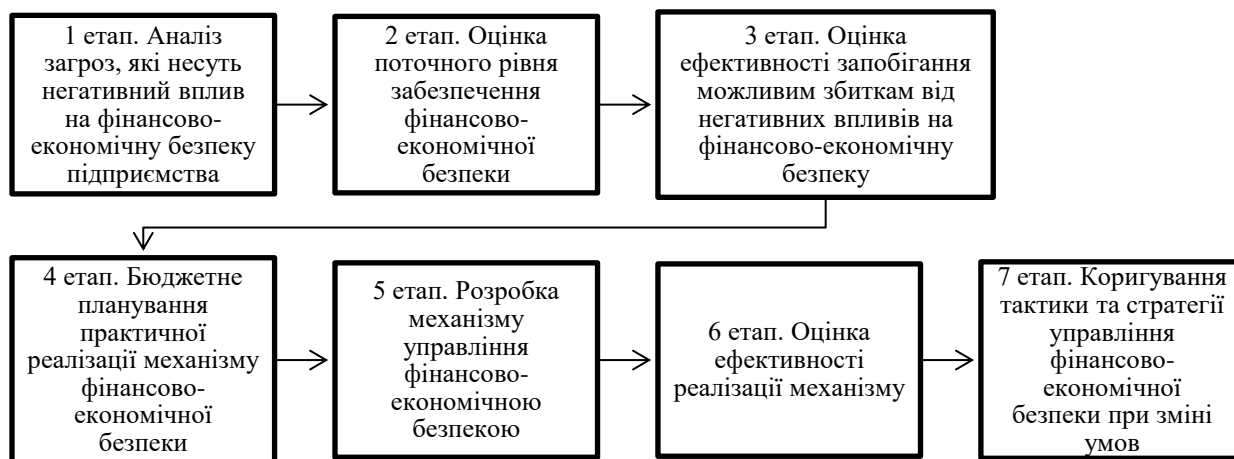 1 етап. Аналіз
загроз, які несуть
негативний вплив
на фінансово-
економічну безпеку
підприємства
2 етап. Оцінка
поточного рівня
забезпечення
фінансово-
економічної
безпеки
3 етап. Оцінка
ефективності запобігання
можливим збиткам від
негативних впливів на
фінансово-економічну
безпеку
4 етап. Бюджетне
планування
практичної
реалізації механізму
фінансово-
економічної
безпеки
5 етап. Розробка
механізму
управління
фінансово-
економічною
безпекою
6 етап. Оцінка
ефективності
реалізації механізму
7 етап. Коригування
тактики та стратегії
управління
фінансово-
економічної
безпеки при зміні
умов